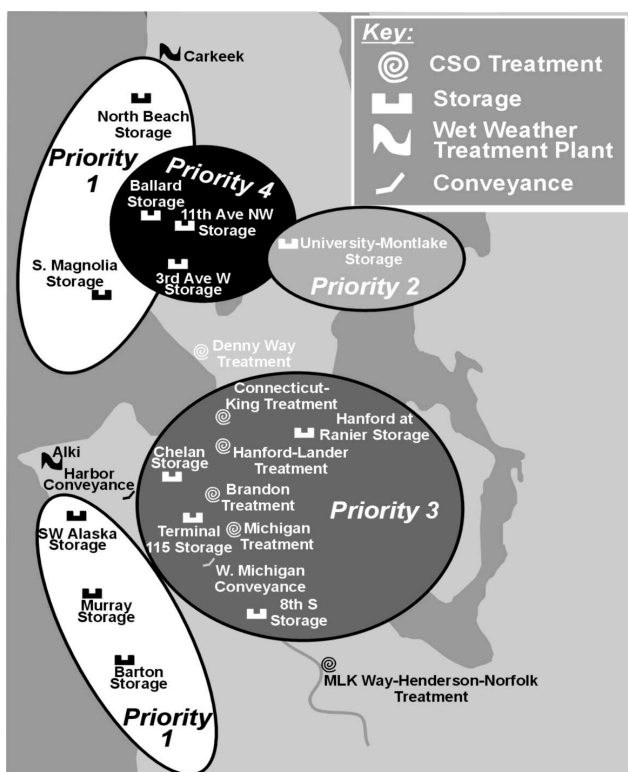 Key:
CSO Treatment
Storage
Wet Weather
Treatment Plant
Conveyance
Carkeek
North Beach
Storage
Priority
1
Priority 4
Ballard
Storage
11th Ave NW
Storage
3rd Ave W
Storage
S. Magnolia
Storage
University-Montlake
Storage
Priority 2
Denny Way
Treatment
Connecticut-
King Treatment
Hanford at
Ranier Storage
Hanford-Lander
Treatment
Chelan
Storage
Brandon
Treatment
Priority 3
Terminal
115 Storage
Michigan
Treatment
W. Michigan
Conveyance
8th S
Storage
Alki
Harbor
Conveyance
SW Alaska
Storage
Murray
Storage
Barton
Storage
Priority
1
MLK Way-Henderson-Norfolk
Treatment